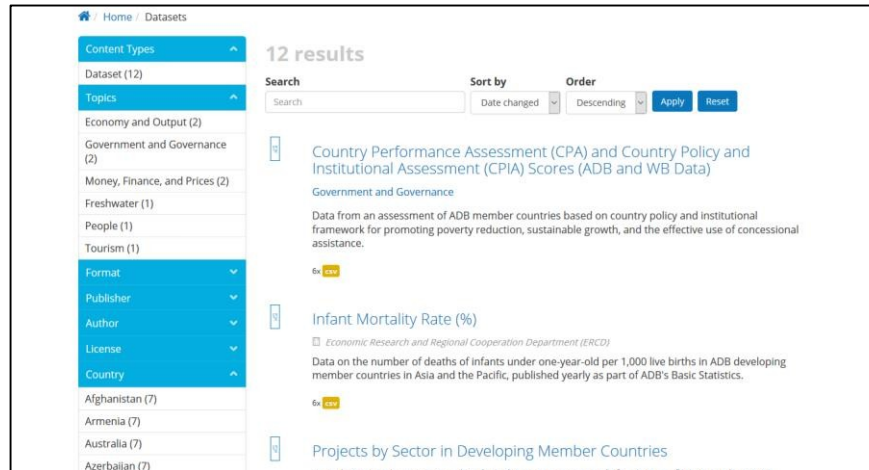 Home / Datasets
Content Types
Dataset (12)
Topics
Economy and Output (2)
Government and Governance
(2)
Money, Finance, and Prices (2)
Freshwater (1)
People (1)
Tourism (1)
Format
Publisher
Author
License
Country
Afghanistan (7)
Armenia (7)
Australia (7)
Azerbaijan (7)
12 results
Search
Sort by
Order
Search
Date changed
Descending
Apply
Reset
Country Performance Assessment (CPA) and Country Policy and
Institutional Assessment (CPIA) Scores (ADB and WB Data)
Government and Governance
Data from an assessment of ADB member countries based on country policy and institutional
framework for promoting poverty reduction, sustainable growth, and the effective use of concessional
assistance.
6x csv
Infant Mortality Rate (%)
Economic Research and Regional Cooperation Department (ERCD)
Data on the number of deaths of infants under one-year-old per 1,000 live births in ADB developing
member countries in Asia and the Pacific, published yearly as part of ADB's Basic Statistics.
6x csv
Projects by Sector in Developing Member Countries